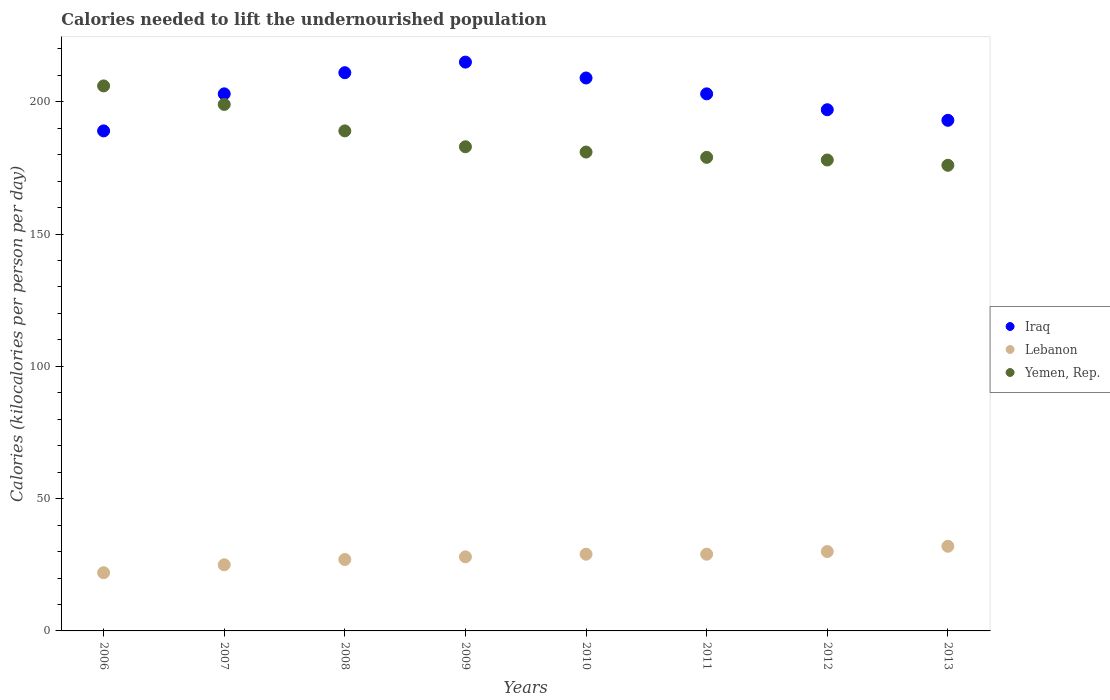 Calories needed to lift the undernourished population
Calories (kilocalories per person per day)
200
150
100
50
0
2006
2007
2008
2009
2010
2011
2012
2013
Years
Iraq
Lebanon
Yemen, Rep.